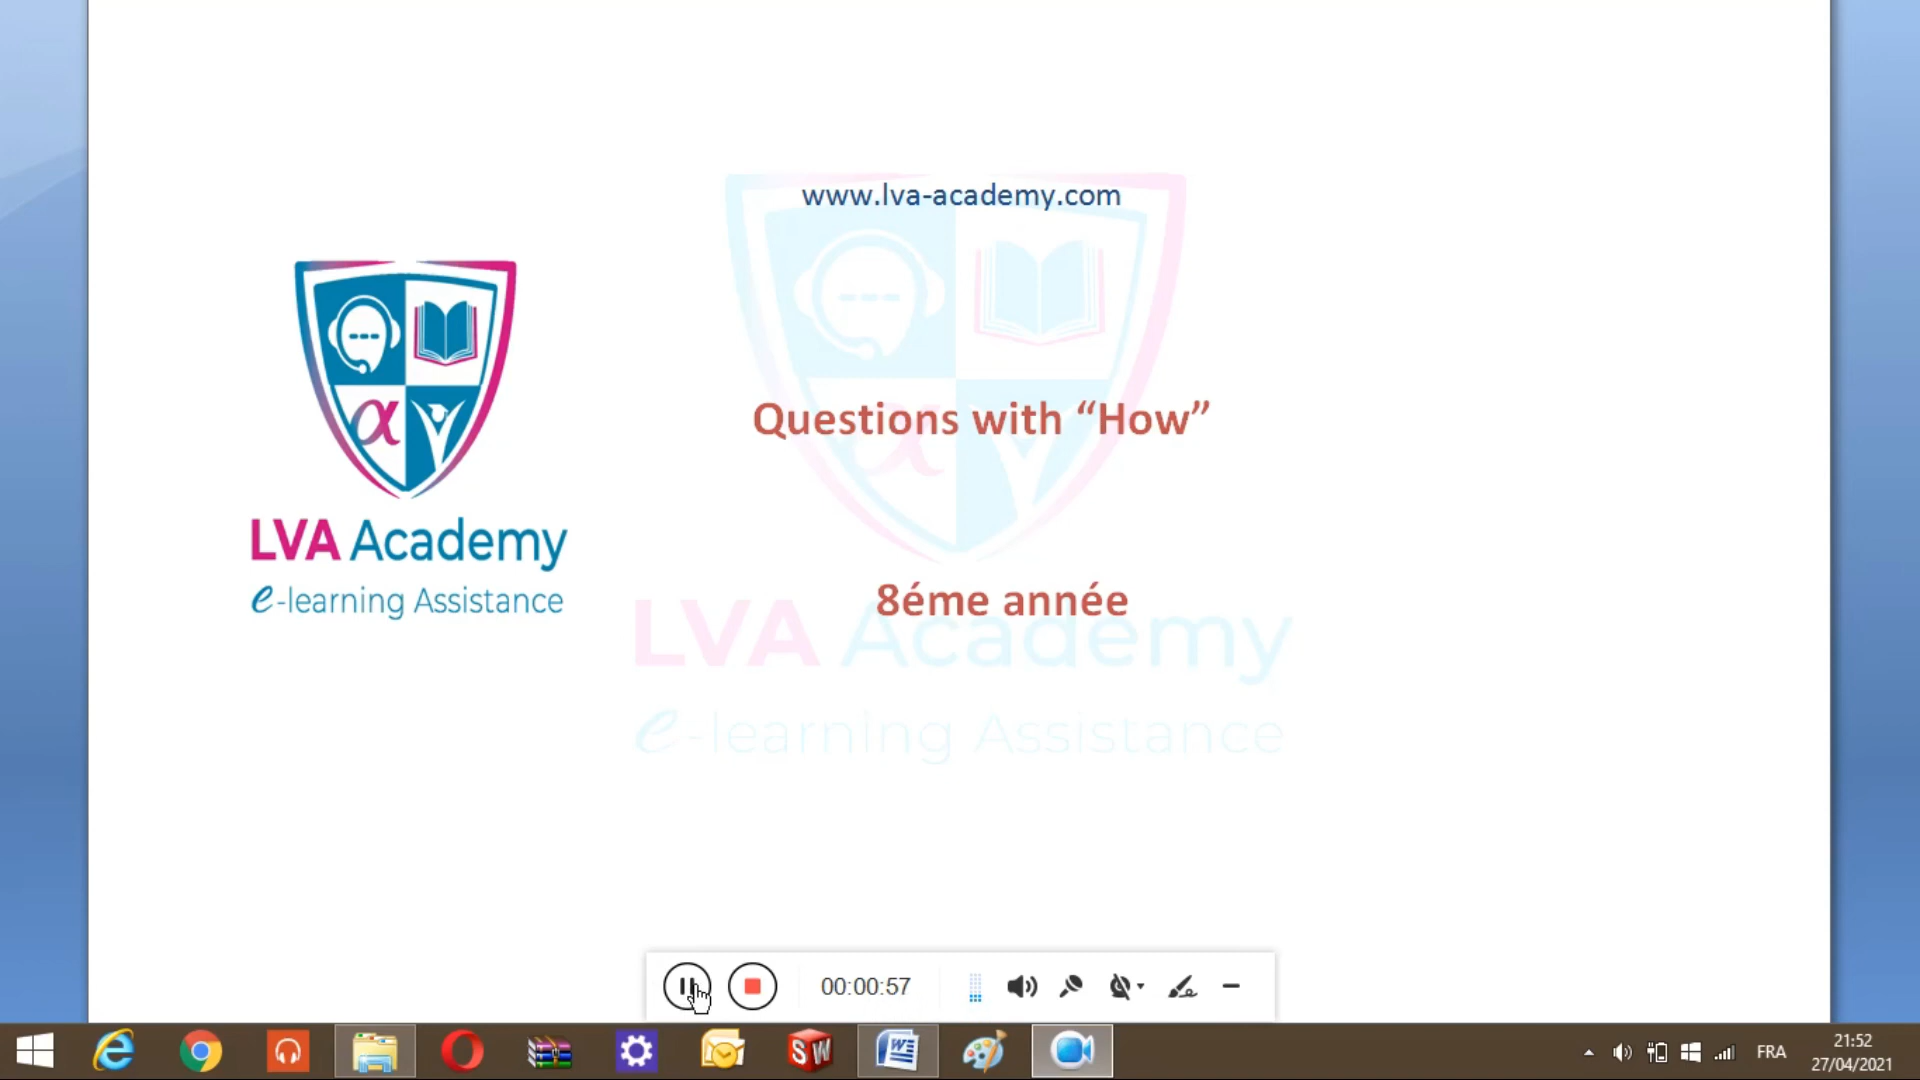 www.lva-academy.com
Questions with “How”
LVA Academy
e-learning Assistance
8éme année
LVA Academy
e-learning Assistance
00:00:57
FRA
21:52
27/04/2021